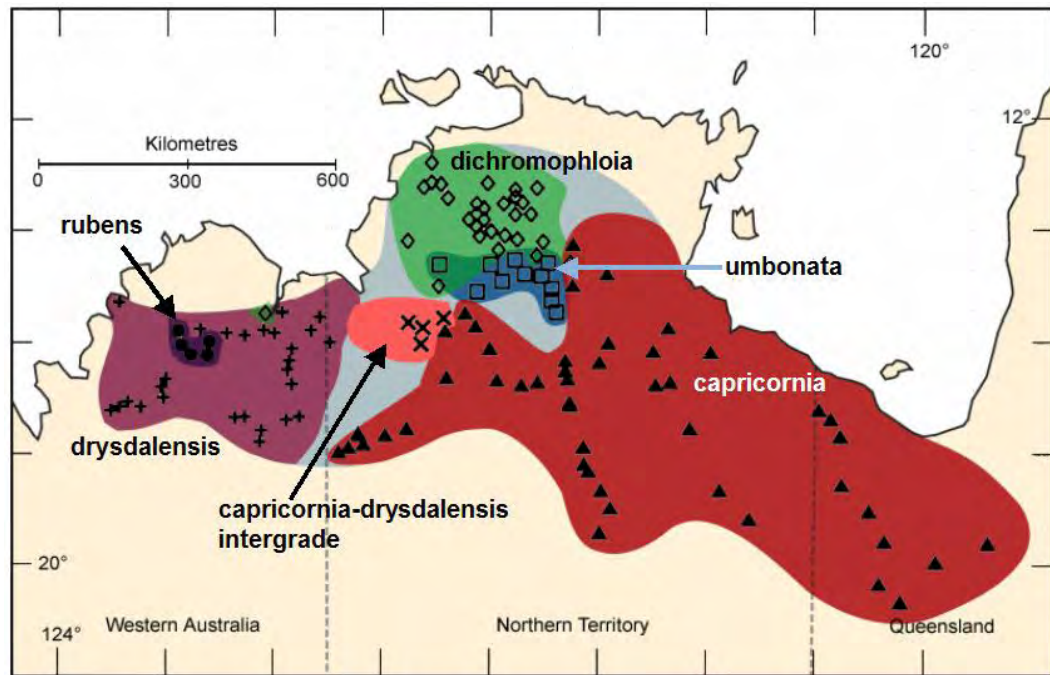 120°
12°
Kilometres
0 300 600
dichromophloia
rubens
umbonata
capricornia
drysdalensis
capricornia-drysdalensis
intergrade
20°
124°
Western Australia
Northern Territory
Queensland